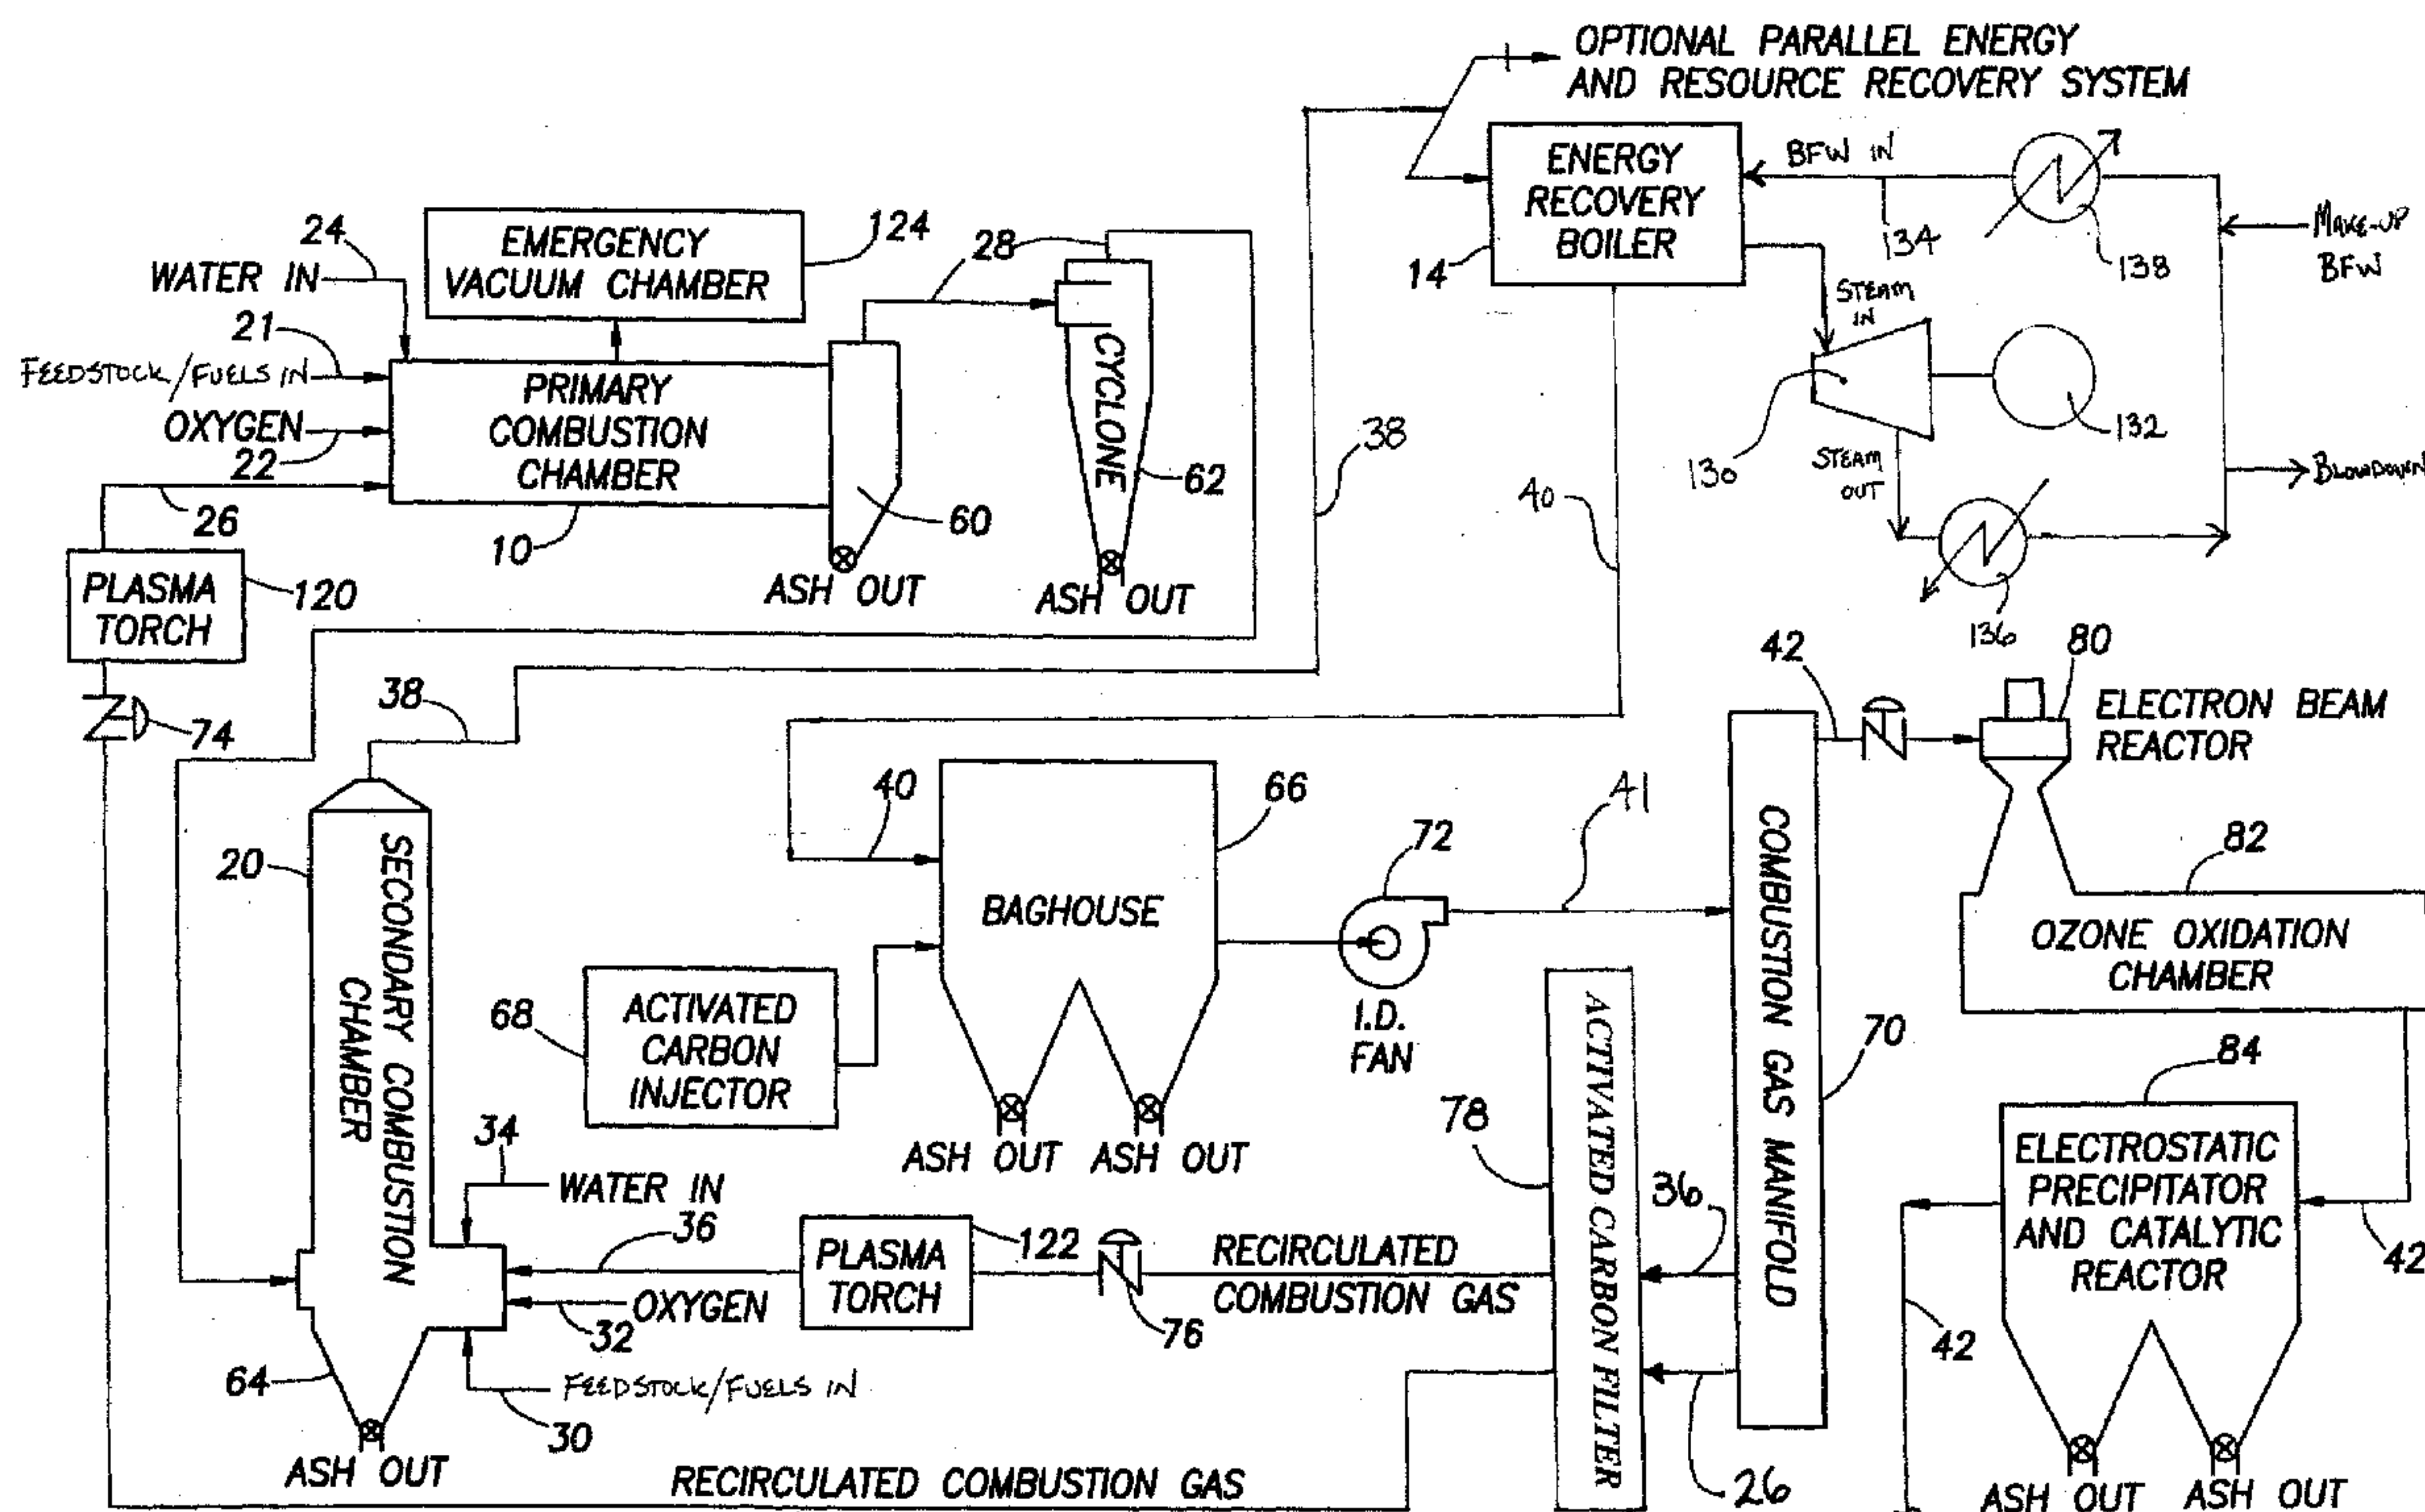 OPTIONAL PARALLEL ENERGY
AND RESOURCE RECOVERY SYSTEM
ENERGY
RECOVERY
BOILER
14
BFW IN
134
138
MAKE-UP
BFW
STEAM
IN
130
132
STEAM
OUT
BLOWDOWN
136
24
WATER IN
EMERGENCY
VACUUM CHAMBER
124
28
21
FEEDSTOCK/FUELS IN
OXYGEN
22
PRIMARY
COMBUSTION
CHAMBER
10
26
60
ASH OUT
CYCLONE
62
ASH OUT
38
40
PLASMA
TORCH
120
74
38
20
SECONDARY COMBUSTION
CHAMBER
64
ASH OUT
40
BAGHOUSE
66
68
ACTIVATED
CARBON
INJECTOR
ASH OUT
ASH OUT
72
I.D.
FAN
41
42
80
ELECTRON BEAM
REACTOR
82
OZONE OXIDATION
CHAMBER
COMBUSTION GAS MANIFOLD
70
78
ACTIVATED CARBON FILTER
36
26
84
ELECTROSTATIC
PRECIPITATOR
AND CATALYTIC
REACTOR
42
42
ASH OUT
ASH OUT
34
WATER IN
36
PLASMA
TORCH
122
RECIRCULATED
COMBUSTION GAS
76
OXYGEN
32
FEEDSTOCK/FUELS IN
30
RECIRCULATED COMBUSTION GAS